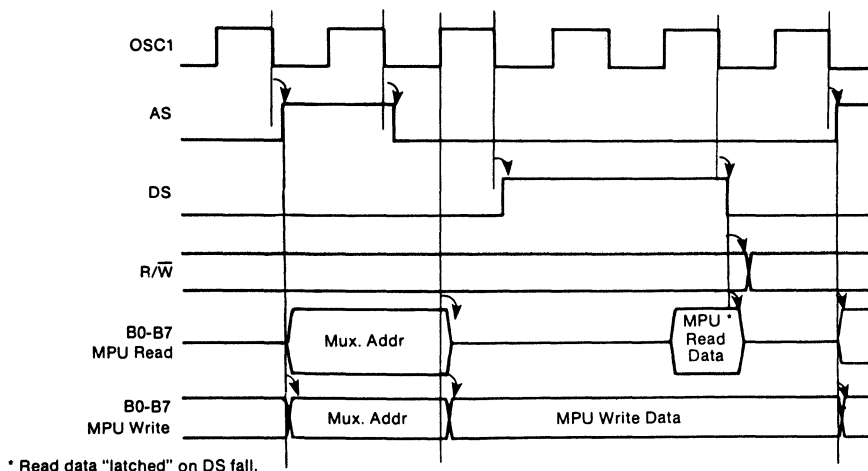 OSC1
AS
DS
R/W̅
B0-B7
MPU Read
Mux. Addr
MPU *
Read
Data
B0-B7
MPU Write
Mux. Addr
MPU Write Data
* Read data “latched” on DS fall.